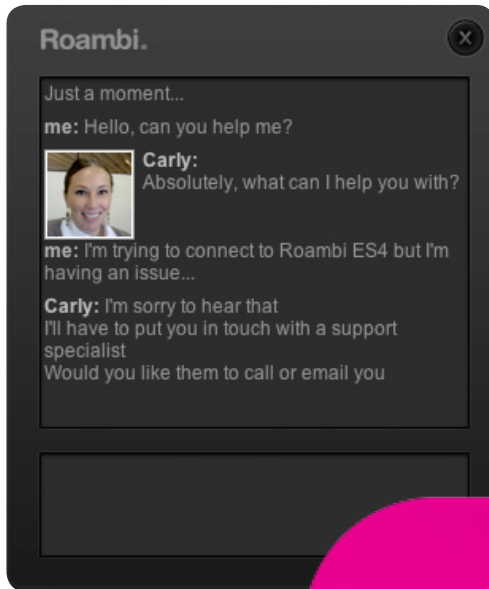 Roambi.
Just a moment...
me: Hello, can you help me?
Carly:
Absolutely, what can I help you with?
me: I'm trying to connect to Roambi ES4 but I'm
having an issue...
Carly: I'm sorry to hear that
I'll have to put you in touch with a support
specialist
Would you like them to call or email you